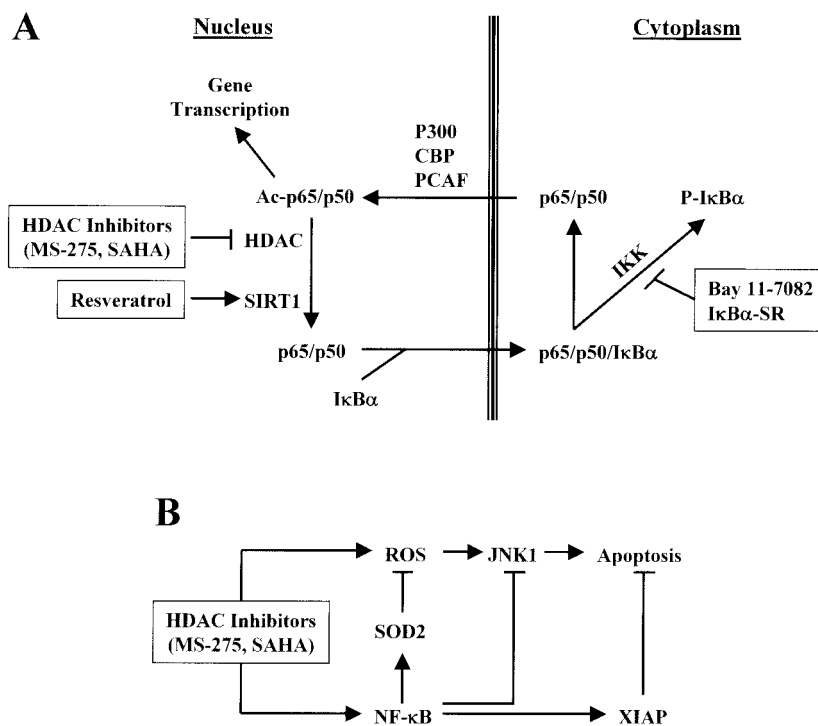 A
Nucleus
Cytoplasm
Gene
Transcription
P300
CBP
PCAF
Ac-p65/p50
p65/p50
P-IκBα
HDAC Inhibitors
(MS-275, SAHA)
HDAC
IKK
Resveratrol
SIRT1
Bay 11-7082
IκBα-SR
p65/p50
p65/p50/IκBα
IκBα
B
ROS
JNK1
Apoptosis
HDAC Inhibitors
(MS-275, SAHA)
SOD2
NF-κB
XIAP